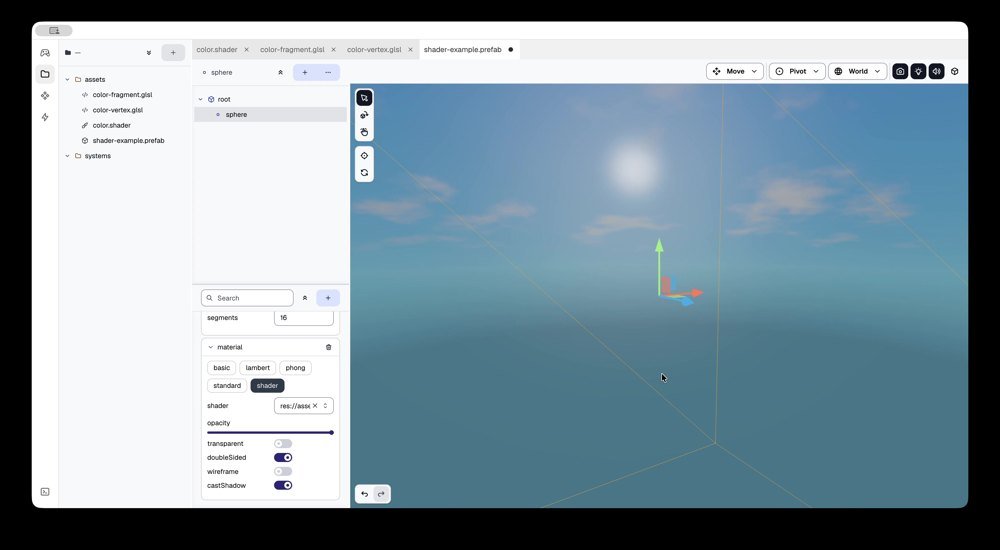 color.shader
color-fragment.glsl
color-vertex.glsl
shader-example.prefab
sphere
Move
Pivot
World
assets
color-fragment.glsl
color-vertex.glsl
color.shader
shader-example.prefab
systems
root
sphere
Search
segments 16
material
basic lambert phong
standard shader
shader res://asse
opacity
transparent
doubleSided
wireframe
castShadow